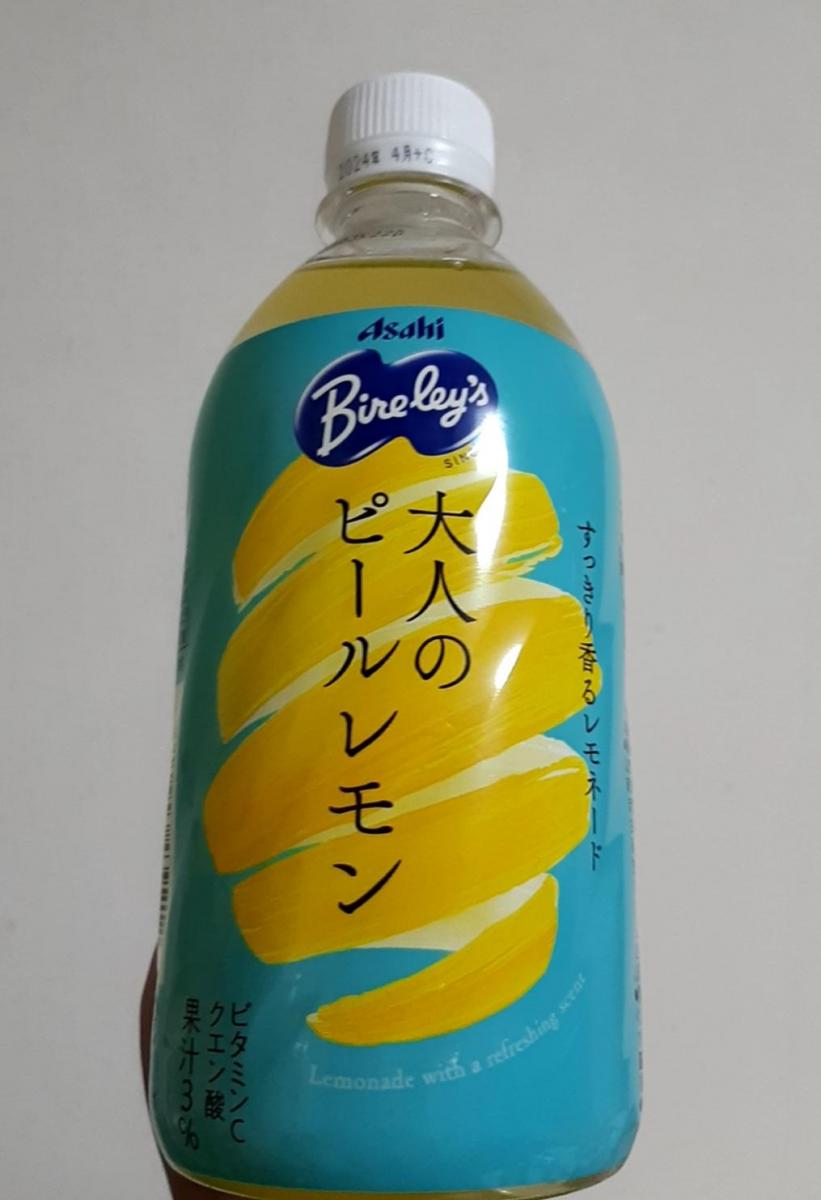 2024年 4月+C
Asahi
Bireley's
大人の
ピールレモン
すっきり香るレモネード
Lemonade with a refreshing scent
ビタミンC
クエン酸
果汁3%